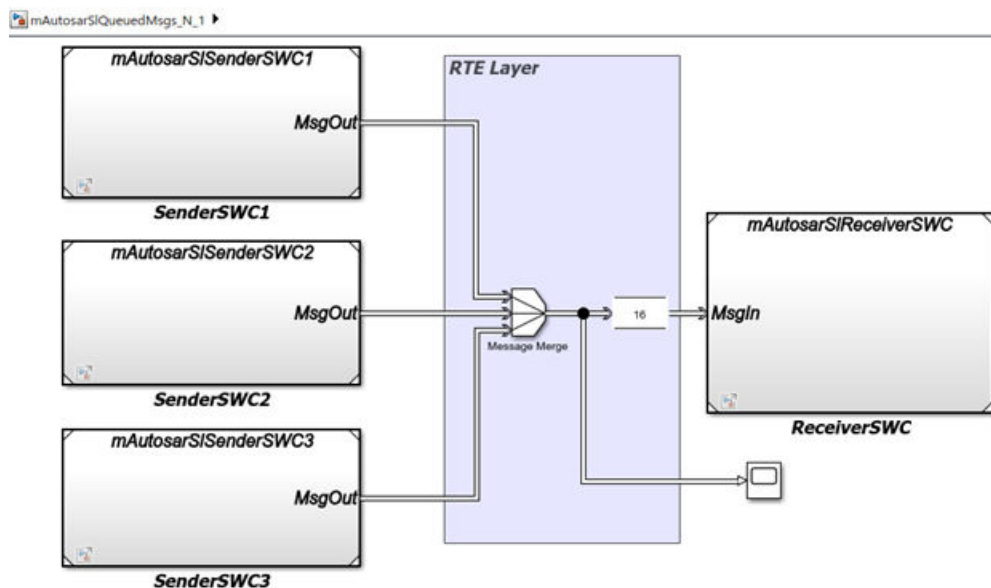 mAutosarSlQueuedMsgs_N_1
mAutosarSlSenderSWC1
MsgOut
SenderSWC1
RTE Layer
mAutosarSlSenderSWC2
MsgOut
SenderSWC2
Message Merge
16
mAutosarSlReceiverSWC
MsgIn
ReceiverSWC
mAutosarSlSenderSWC3
MsgOut
SenderSWC3